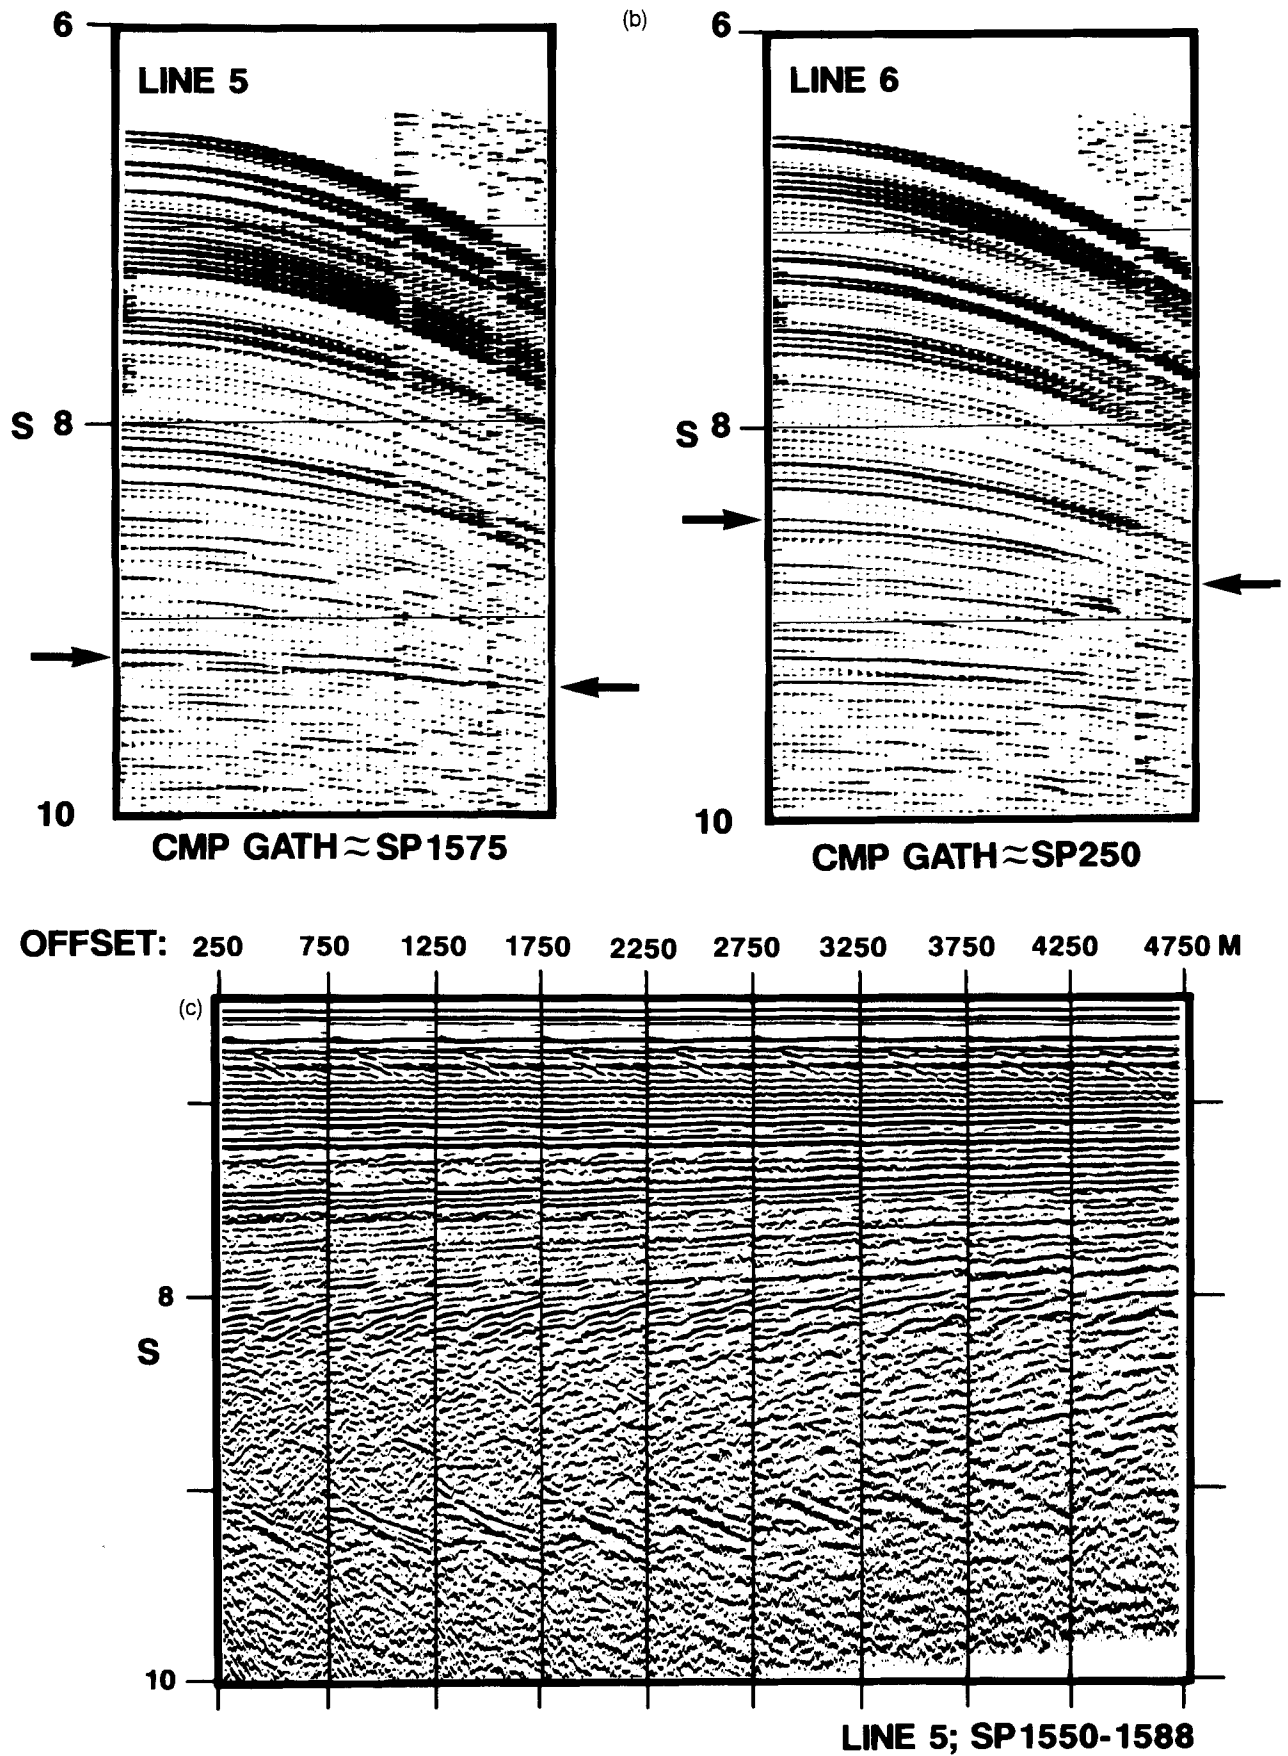 6
(b)
6
LINE 5
LINE 6
S 8
S 8
10
10
CMP GATH≈SP1575
CMP GATH≈SP250
OFFSET: 250 750 1250 1750 2250 2750 3250 3750 4250 4750 M
(c)
8
S
10
LINE 5; SP1550-1588